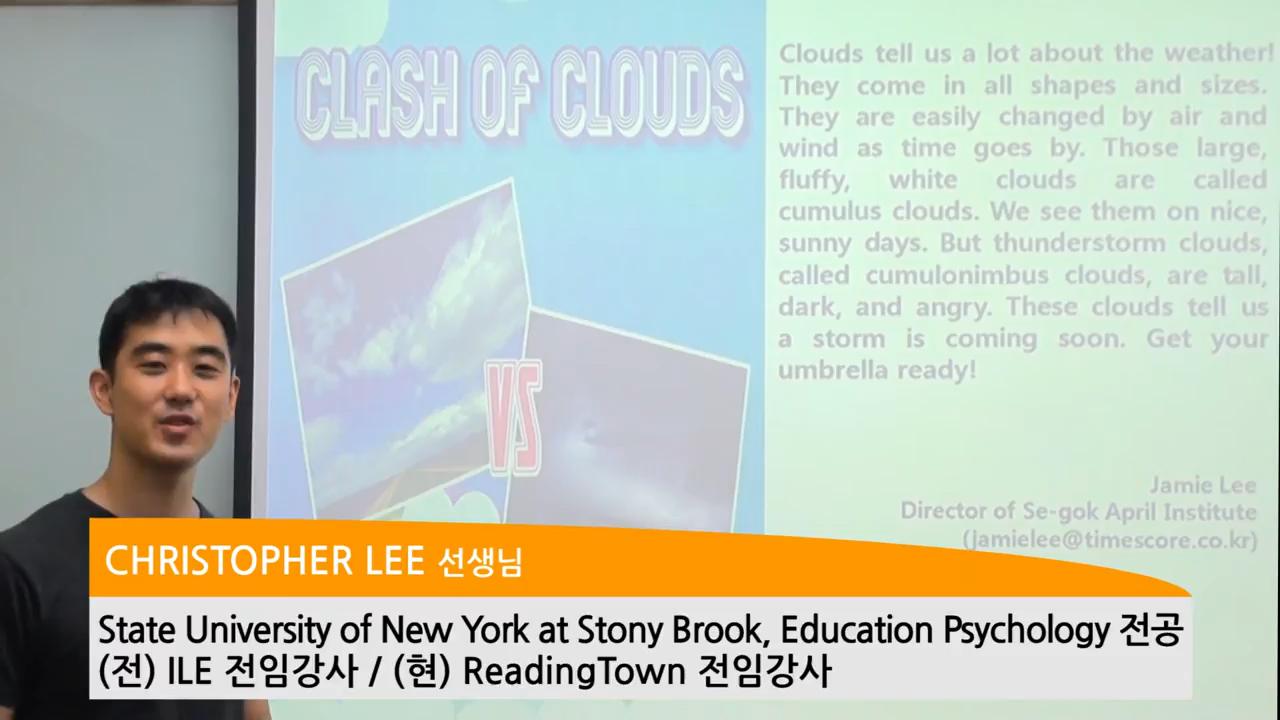 CLASH OF CLOUDS
VS
Clouds tell us a lot about the weather!
They come in all shapes and sizes.
They are easily changed by air and
wind as time goes by. Those large,
fluffy, white clouds are called
cumulus clouds. We see them on nice,
sunny days. But thunderstorm clouds,
called cumulonimbus clouds, are tall,
dark, and angry. These clouds tell us
a storm is coming soon. Get your
umbrella ready!
Jamie Lee
Director of Se-gok April Institute
(jamielee@timescore.co.kr)
CHRISTOPHER LEE 선생님
State University of New York at Stony Brook, Education Psychology 전공
(전) ILE 전임강사 / (현) ReadingTown 전임강사